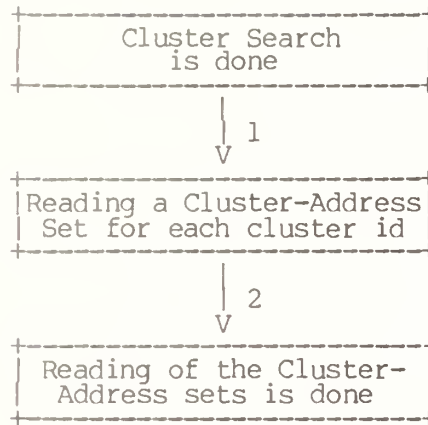 Cluster Search
is done
1
V
Reading a Cluster-Address
Set for each cluster id
2
V
Reading of the Cluster-
Address sets is done